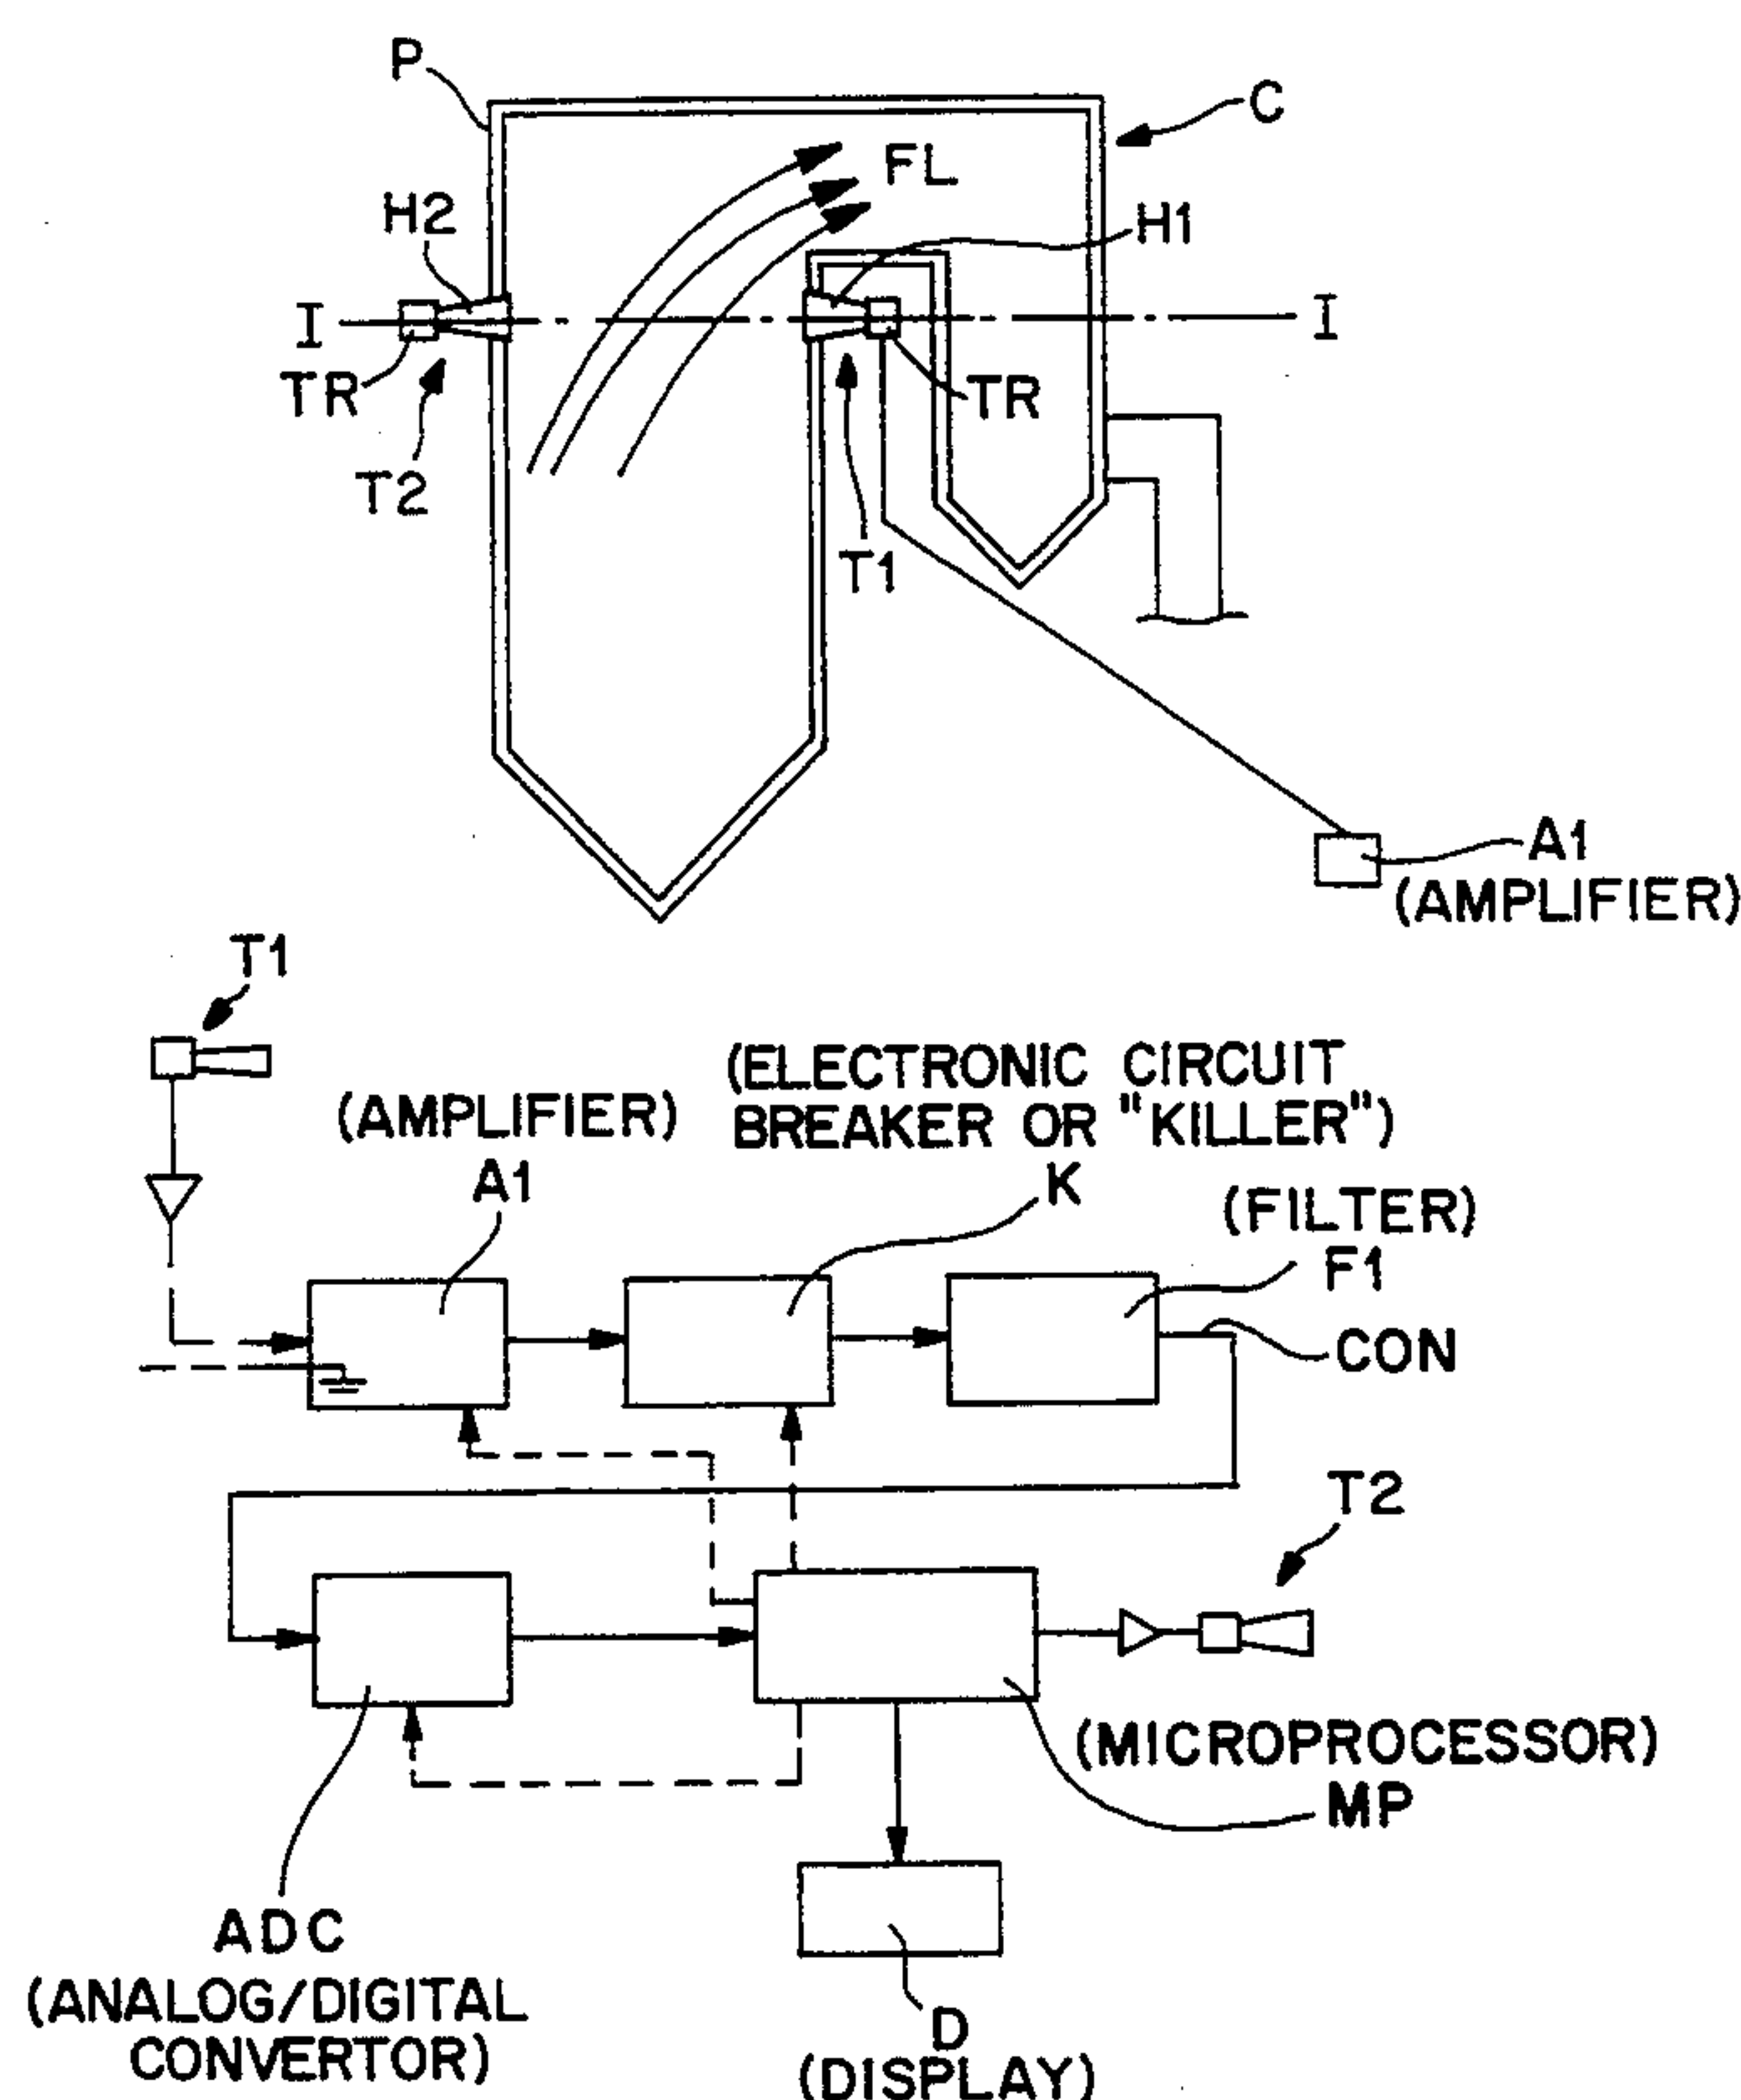 P
C
FL
H2
H1
I
I
TR
TR
T2
T1
A1
(AMPLIFIER)
T1
(ELECTRONIC CIRCUIT
BREAKER OR "KILLER")
(AMPLIFIER)
A1
K
(FILTER)
F1
CON
T2
(MICROPROCESSOR)
MP
ADC
(ANALOG/DIGITAL
CONVERTOR)
D
(DISPLAY)